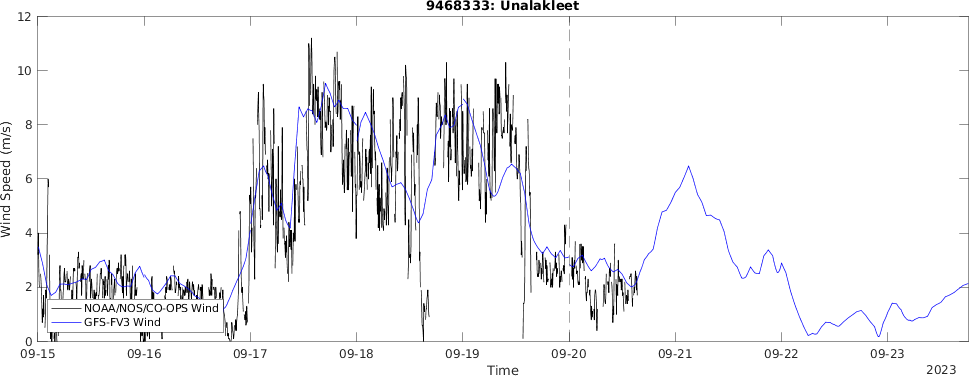 9468333: Unalakleet
12
10
8
6
4
2
0
Wind Speed (m/s)
NOAA/NOS/CO-OPS Wind
GFS-FV3 Wind
09-15 09-16 09-17 09-18 09-19 09-20 09-21 09-22 09-23
Time
2023